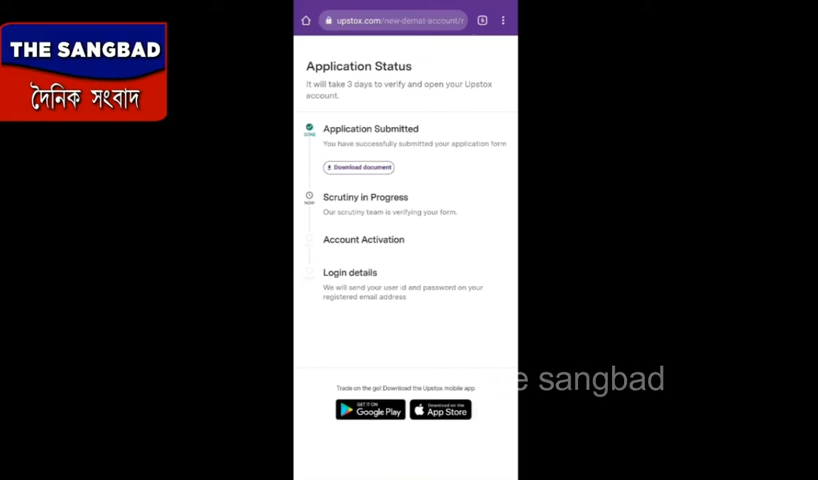 THE SANGBAD
দৈনিক সংবাদ
upstox.com/new-demat-account/r
Application Status
It will take 3 days to verify and open your Upstox
account.
DONE
Application Submitted
You have successfully submitted your application form
Download document
NOW
Scrutiny in Progress
Our scrutiny team is verifying your form.
Account Activation
Login details
We will send your user id and password on your
registered email address
e sangbad
Trade on the go! Download the Upstox mobile app
GET IT ON
Google Play
Download on the
App Store